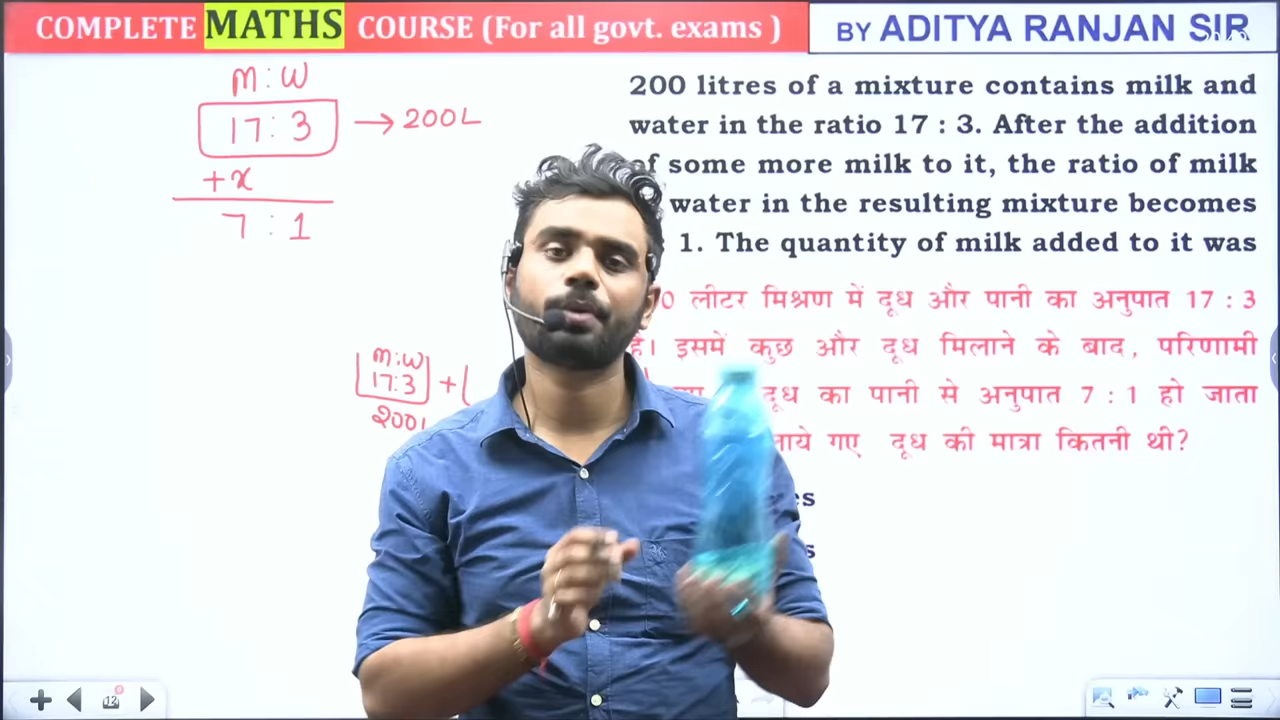 COMPLETE MATHS COURSE (For all govt. exams )
BY ADITYA RANJAN SIR
M : W
17 : 3 → 200L
+x
7 : 1
M:W
17:3 +
200L
200 litres of a mixture contains milk and
water in the ratio 17 : 3. After the addition
of some more milk to it, the ratio of milk
water in the resulting mixture becomes
: 1. The quantity of milk added to it was
0 लीटर मिश्रण में दूध और पानी का अनुपात 17 : 3
है। इसमें कुछ और दूध मिलाने के बाद, परिणामी
दूध का पानी से अनुपात 7 : 1 हो जाता
गए दूध की मात्रा कितनी थी?
12